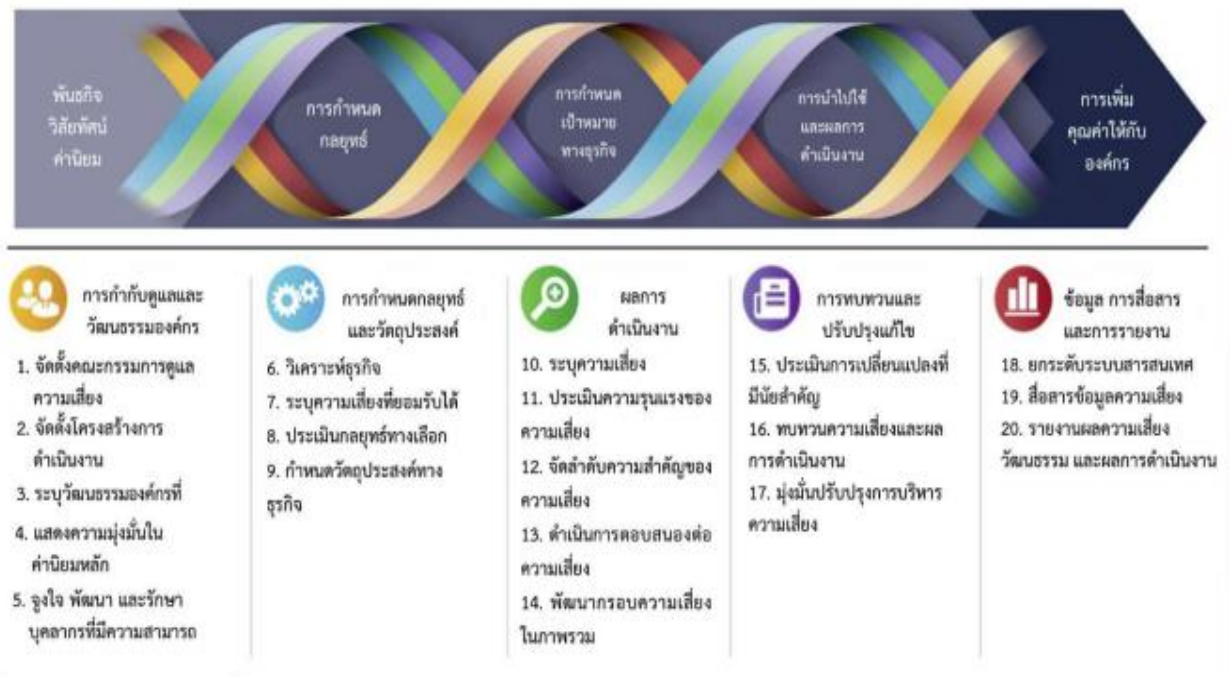 พันธกิจ
วิสัยทัศน์
ค่านิยม
การกำหนด
กลยุทธ์
การกำหนด
เป้าหมาย
ทางธุรกิจ
การนำไปใช้
และผลการ
ดำเนินงาน
การเพิ่ม
คุณค่าให้กับ
องค์กร
การกำกับดูแลและ
วัฒนธรรมองค์กร
1. จัดตั้งคณะกรรมการดูแล
ความเสี่ยง
2. จัดตั้งโครงสร้างการ
ดำเนินงาน
3. ระบุวัฒนธรรมองค์กรที่
4. แสดงความมุ่งมั่นใน
ค่านิยมหลัก
5. จูงใจ พัฒนา และรักษา
บุคลากรที่มีความสามารถ
การกำหนดกลยุทธ์
และวัตถุประสงค์
6. วิเคราะห์ธุรกิจ
7. ระบุความเสี่ยงที่ยอมรับได้
8. ประเมินกลยุทธ์ทางเลือก
9. กำหนดวัตถุประสงค์ทาง
ธุรกิจ
ผลการ
ดำเนินงาน
10. ระบุความเสี่ยง
11. ประเมินความรุนแรงของ
ความเสี่ยง
12. จัดลำดับความสำคัญของ
ความเสี่ยง
13. ดำเนินการตอบสนองต่อ
ความเสี่ยง
14. พัฒนากรอบความเสี่ยง
ในภาพรวม
การทบทวนและ
ปรับปรุงแก้ไข
15. ประเมินการเปลี่ยนแปลงที่
มีนัยสำคัญ
16. ทบทวนความเสี่ยงและผล
การดำเนินงาน
17. มุ่งมั่นปรับปรุงการบริหาร
ความเสี่ยง
ข้อมูล การสื่อสาร
และการรายงาน
18. ยกระดับระบบสารสนเทศ
19. สื่อสารข้อมูลความเสี่ยง
20. รายงานผลความเสี่ยง
วัฒนธรรม และผลการดำเนินงาน